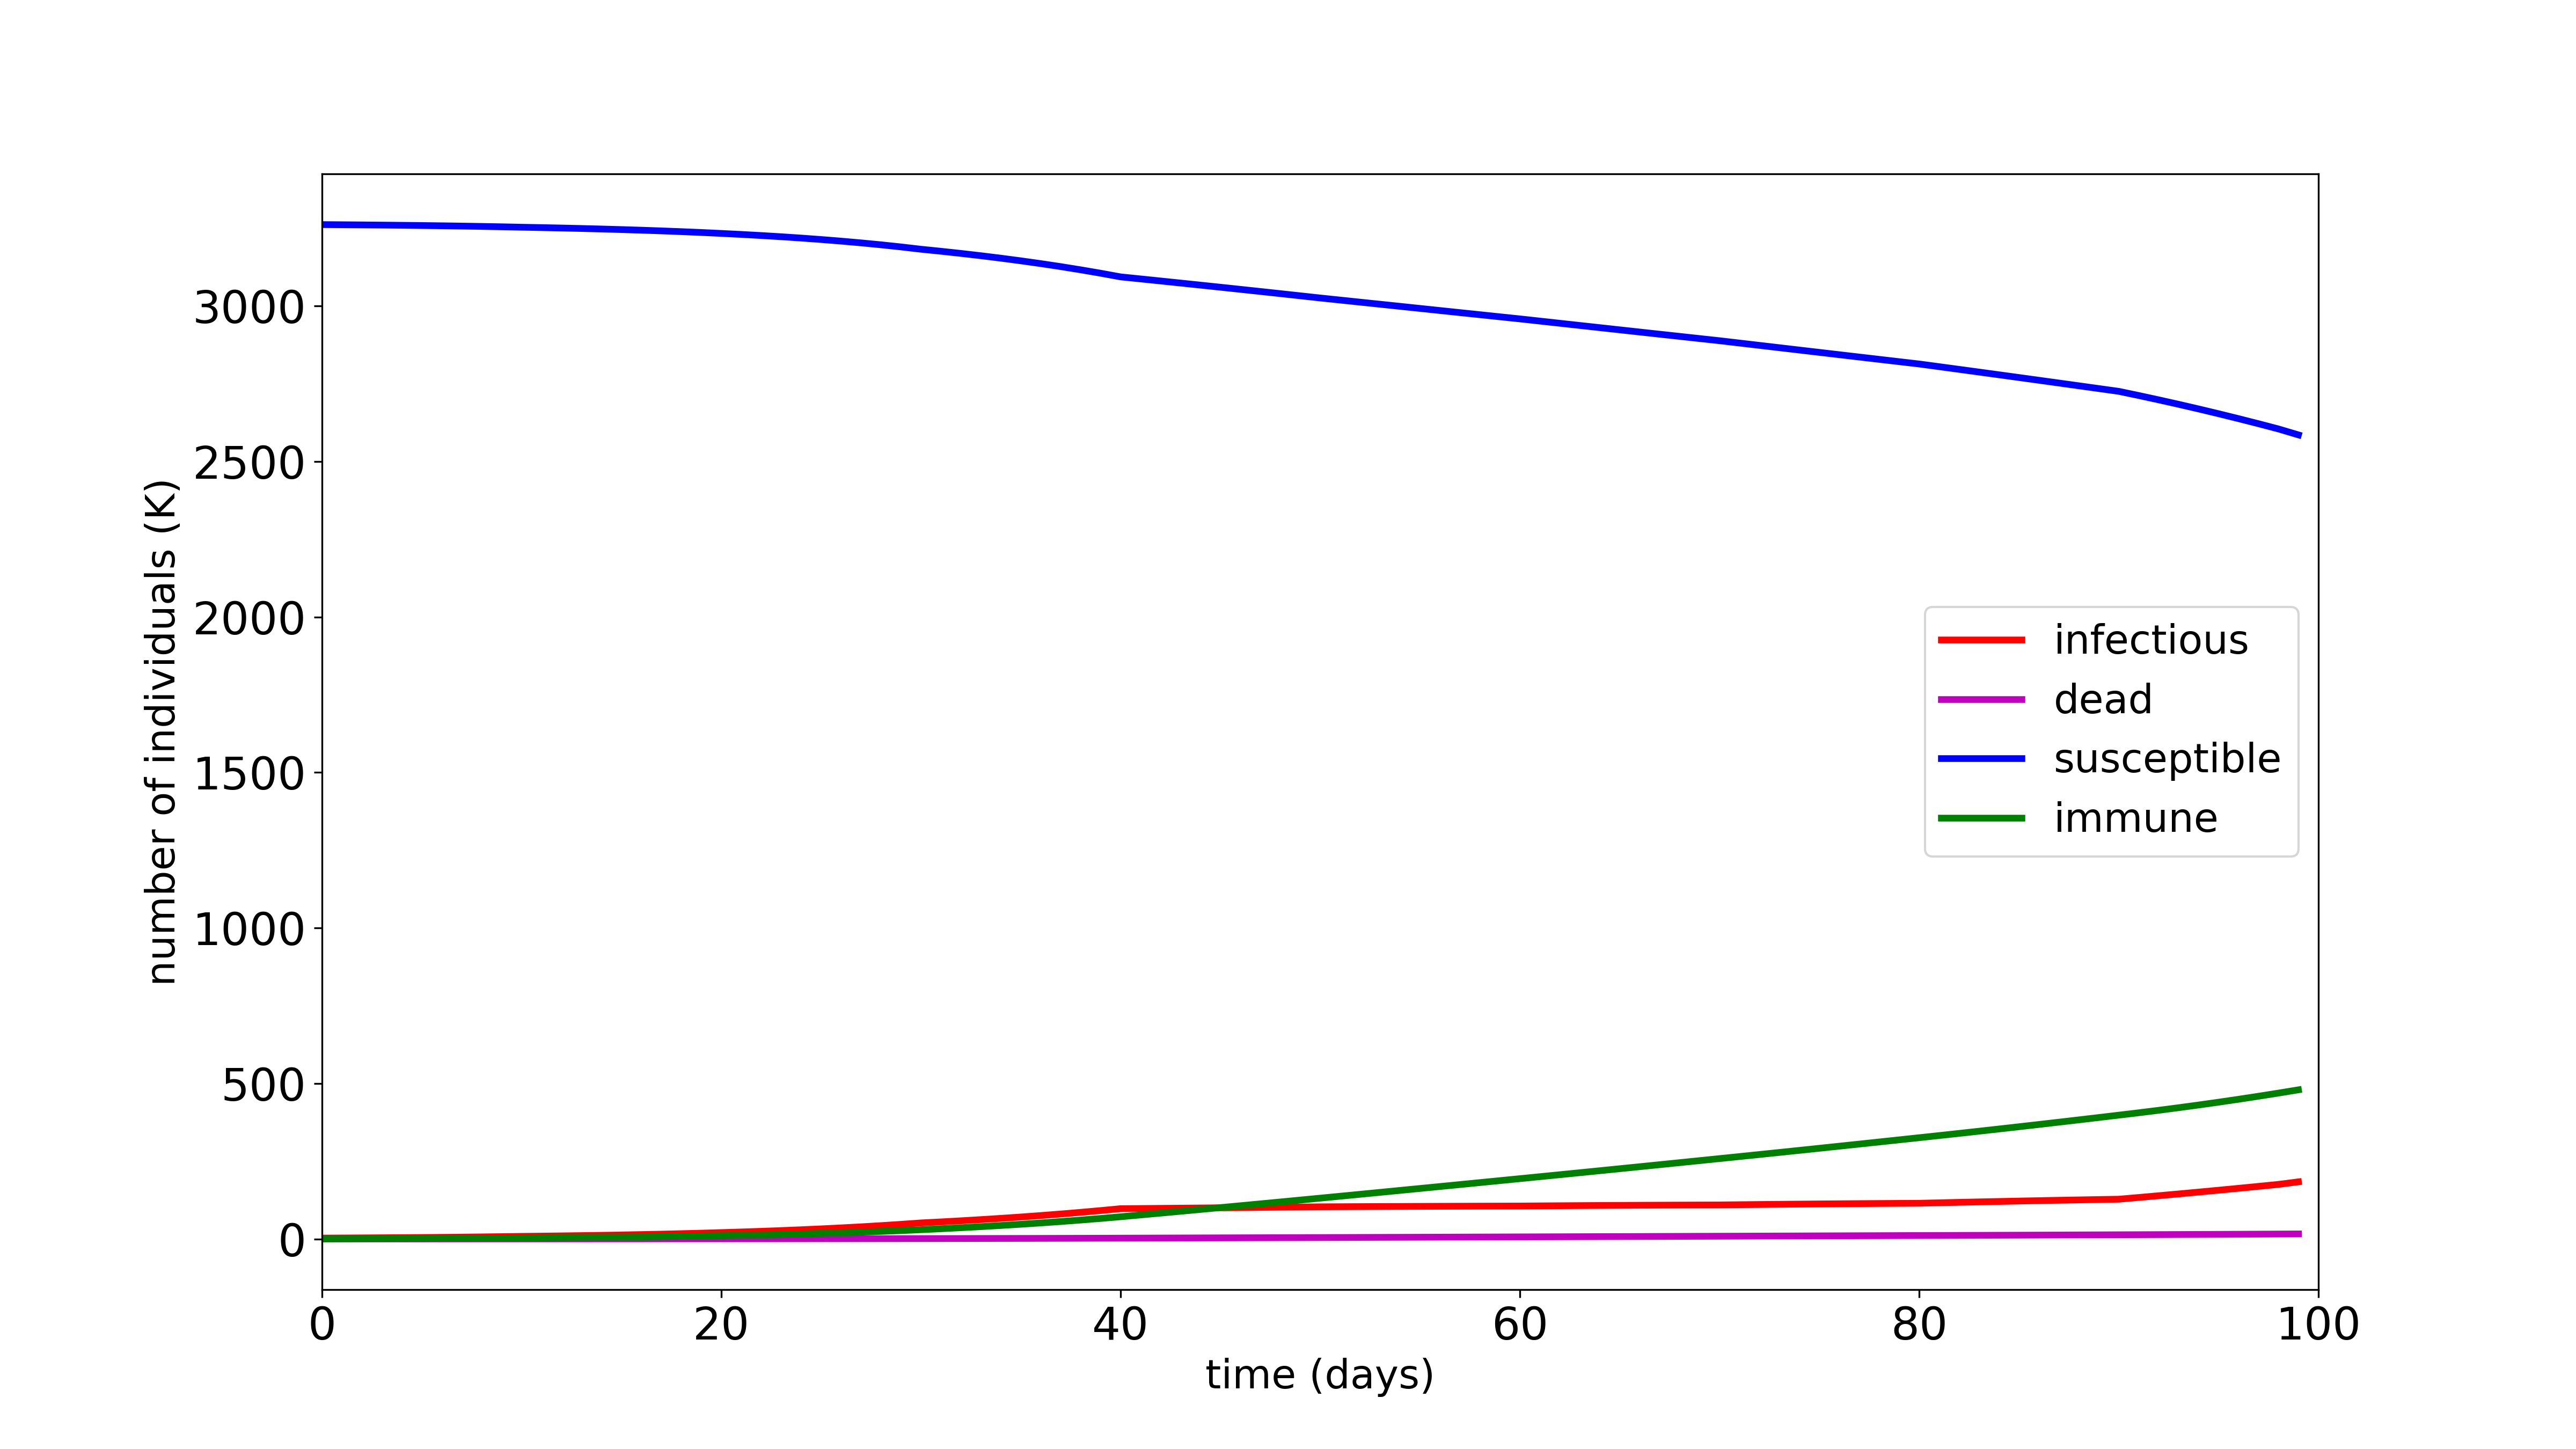 number of individuals (K)
3000
2500
2000
1500
1000
500
0
infectious
dead
susceptible
immune
0 20 40 60 80 100
time (days)